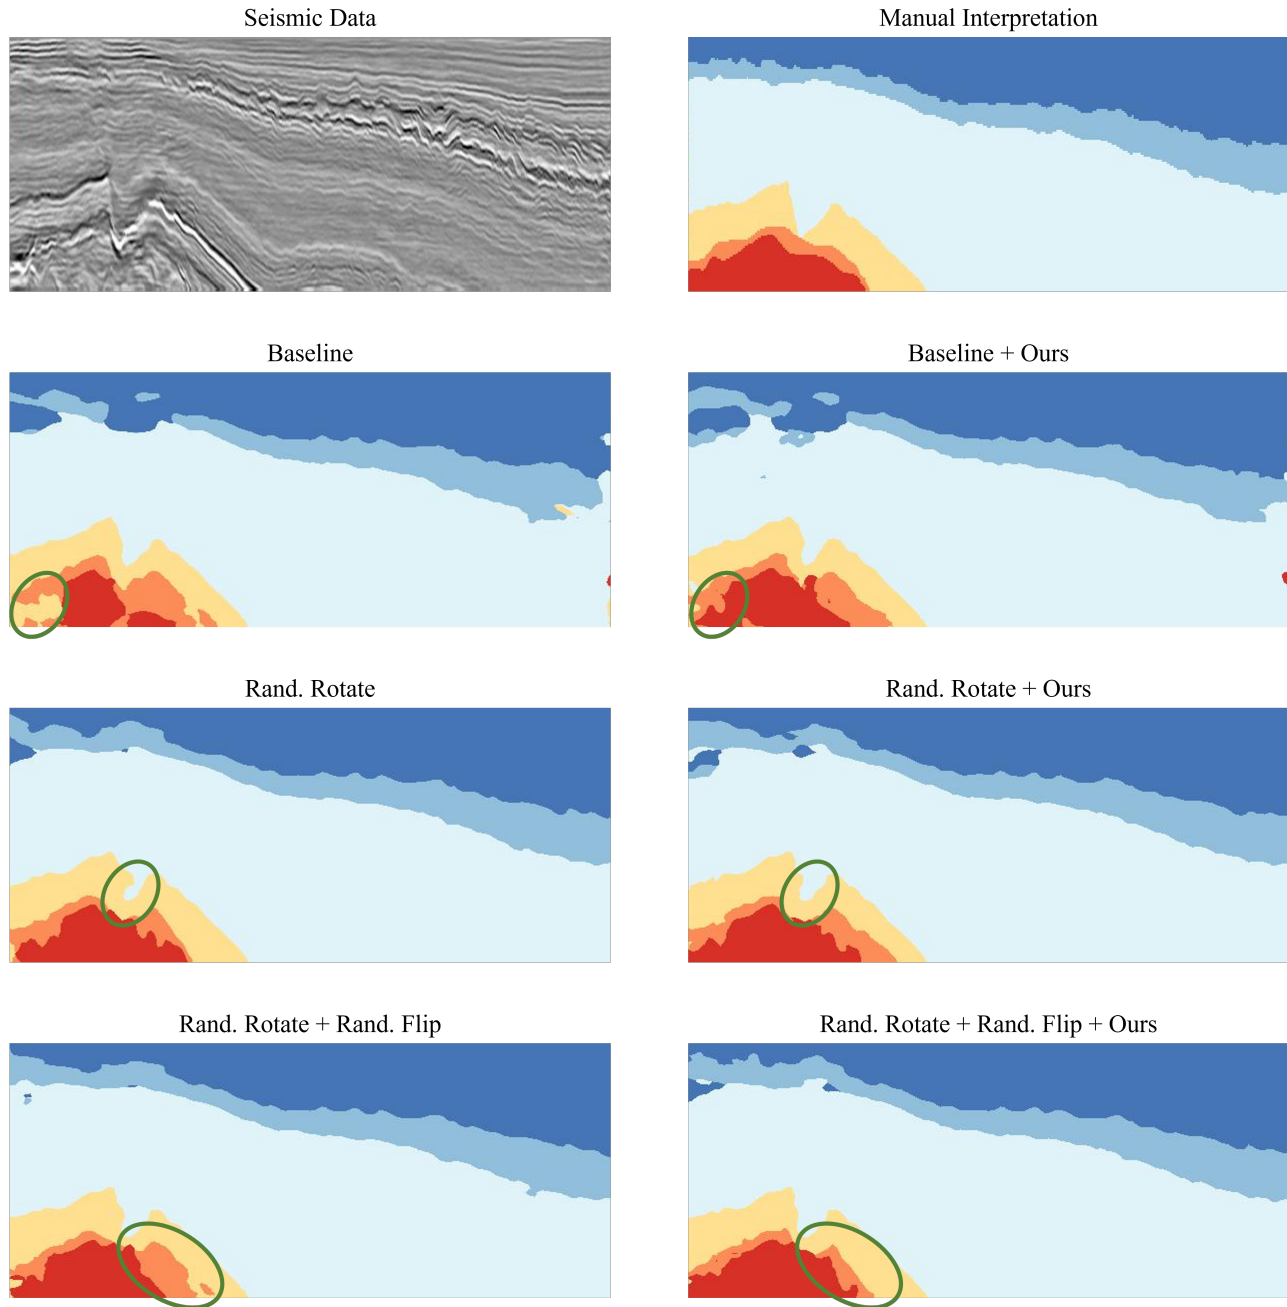 Seismic Data
Manual Interpretation
Baseline
Baseline + Ours
Rand. Rotate
Rand. Rotate + Ours
Rand. Rotate + Rand. Flip
Rand. Rotate + Rand. Flip + Ours